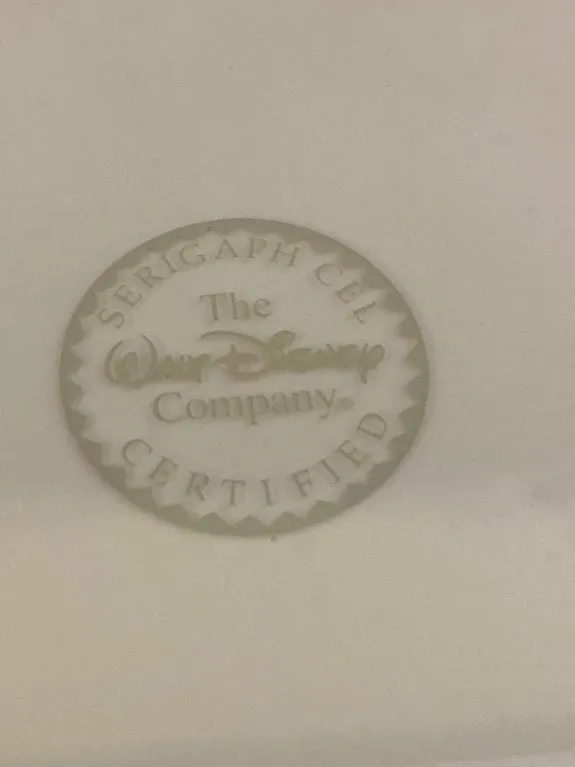 SERIGAPH CEL
The
Walt Disney
Company®
CERTIFIED